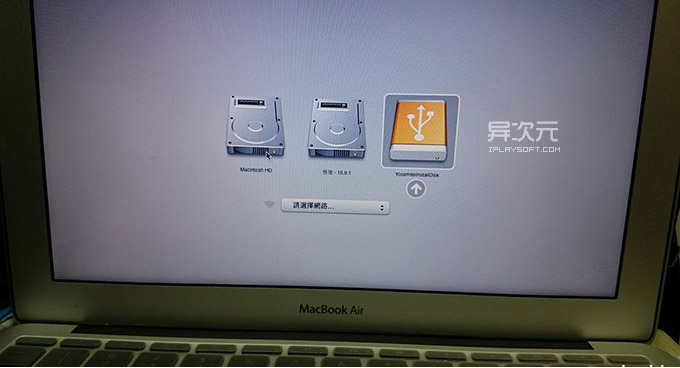 异次元
IPLAYSOFT.COM
Macintosh HD
恢復 - 10.9.1
YosemiteInstallDisk
請選擇網路...
MacBook Air